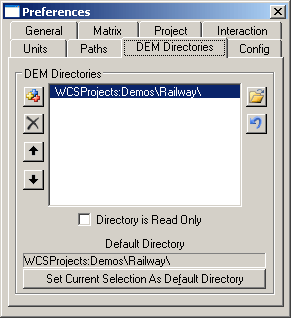 Preferences
General Matrix Project Interaction
Units Paths DEM Directories Config
DEM Directories
WCSProjects:Demos\Railway\
Directory is Read Only
Default Directory
WCSProjects:Demos\Railway\
Set Current Selection As Default Directory